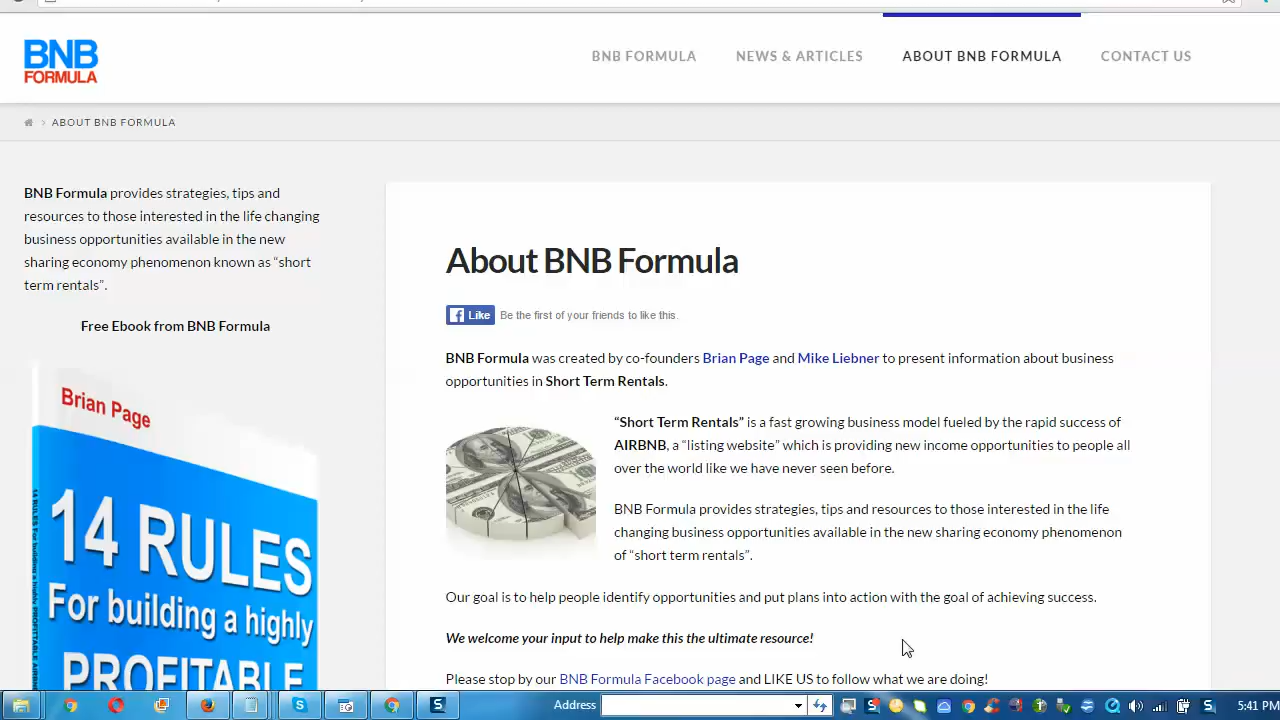 BNB
FORMULA
BNB FORMULA
NEWS & ARTICLES
ABOUT BNB FORMULA
CONTACT US
ABOUT BNB FORMULA
BNB Formula provides strategies, tips and
resources to those interested in the life changing
business opportunities available in the new
sharing economy phenomenon known as “short
term rentals”.
Free Ebook from BNB Formula
Brian Page
14 RULES
For building a highly
PROFITABLE
14 RULES For building a highly PROFITTABLE
About BNB Formula
Like
Be the first of your friends to like this.
BNB Formula was created by co-founders Brian Page and Mike Liebner to present information about business
opportunities in Short Term Rentals.
“Short Term Rentals” is a fast growing business model fueled by the rapid success of
AIRBNB, a “listing website” which is providing new income opportunities to people all
over the world like we have never seen before.
BNB Formula provides strategies, tips and resources to those interested in the life
changing business opportunities available in the new sharing economy phenomenon
of “short term rentals”.
Our goal is to help people identify opportunities and put plans into action with the goal of achieving success.
We welcome your input to help make this the ultimate resource!
Please stop by our BNB Formula Facebook page and LIKE US to follow what we are doing!
Address
5:41 PM